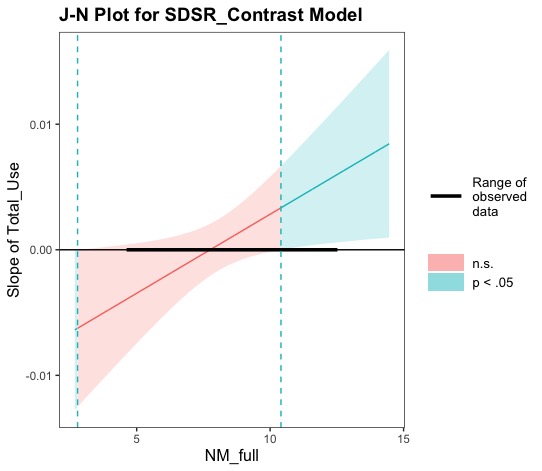 J-N Plot for SDSR_Contrast Model
Slope of Total_Use
0.01
0.00
-0.01
5
10
15
NM_full
Range of
observed
data
n.s.
p < .05